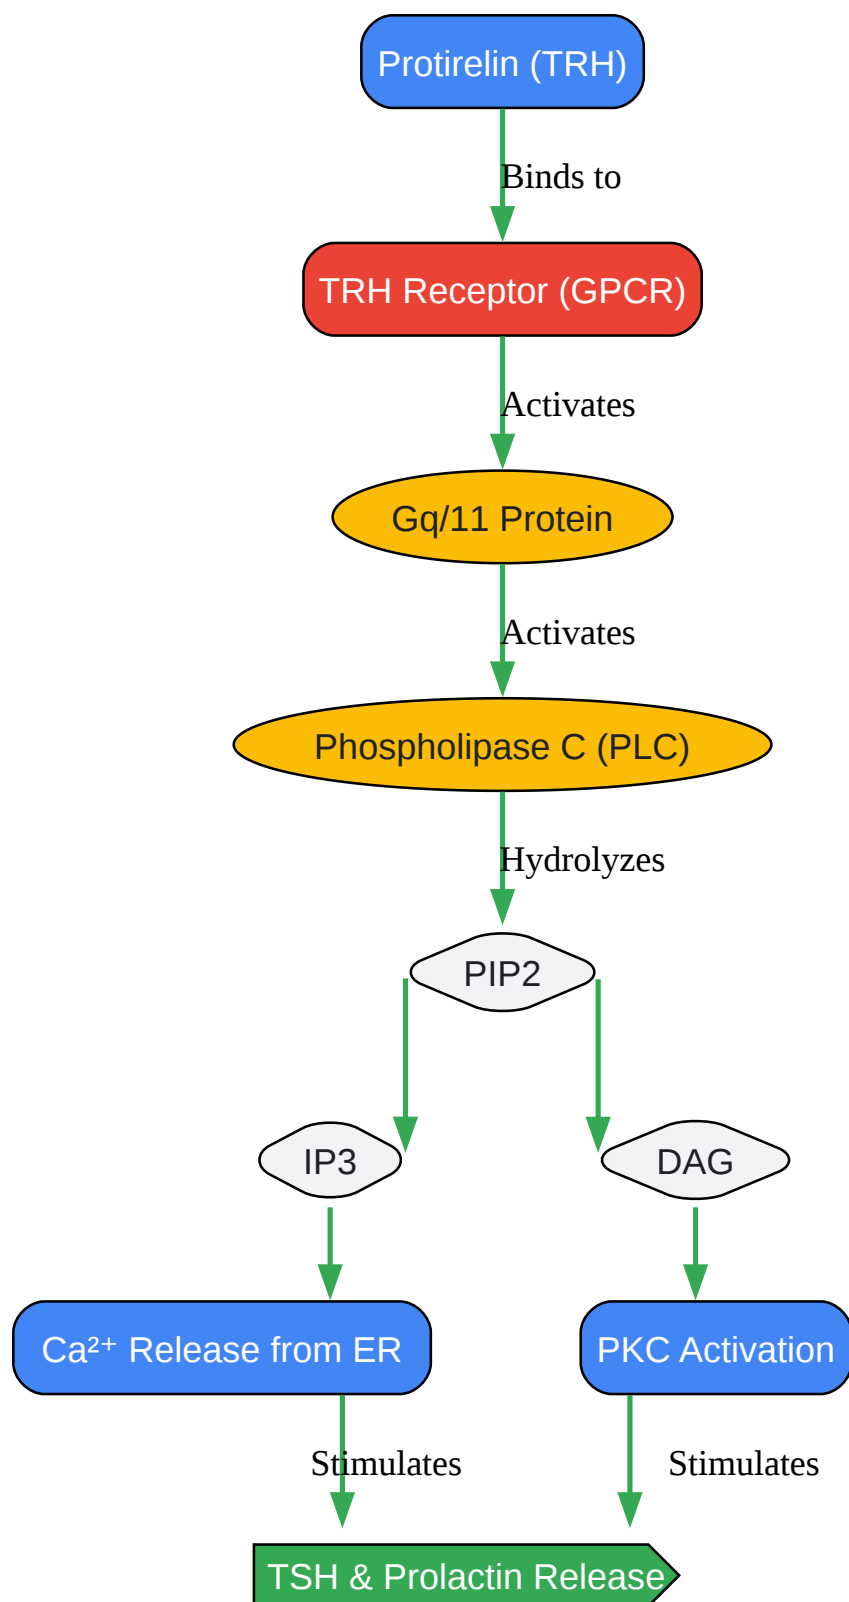 Protirelin (TRH)
Binds to
TRH Receptor (GPCR)
Activates
Gq/11 Protein
Activates
Phospholipase C (PLC)
Hydrolyzes
PIP2
IP3
DAG
Ca²⁺ Release from ER
PKC Activation
Stimulates
Stimulates
TSH & Prolactin Release